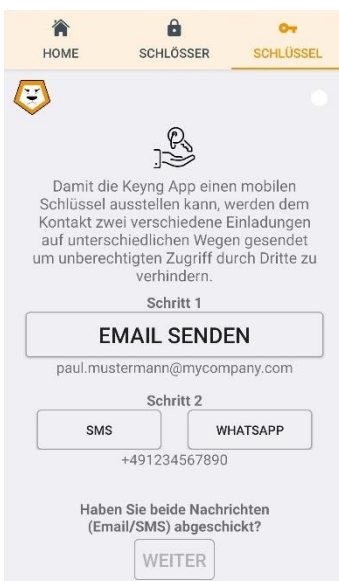 HOME SCHLÖSSER SCHLÜSSEL
Damit die Keyng App einen mobilen
Schlüssel ausstellen kann, werden dem
Kontakt zwei verschiedene Einladungen
auf unterschiedlichen Wegen gesendet
um unberechtigten Zugriff durch Dritte zu
verhindern.
Schritt 1
EMAIL SENDEN
paul.mustermann@mycompany.com
Schritt 2
SMS WHATSAPP
+491234567890
Haben Sie beide Nachrichten
(Email/SMS) abgeschickt?
WEITER